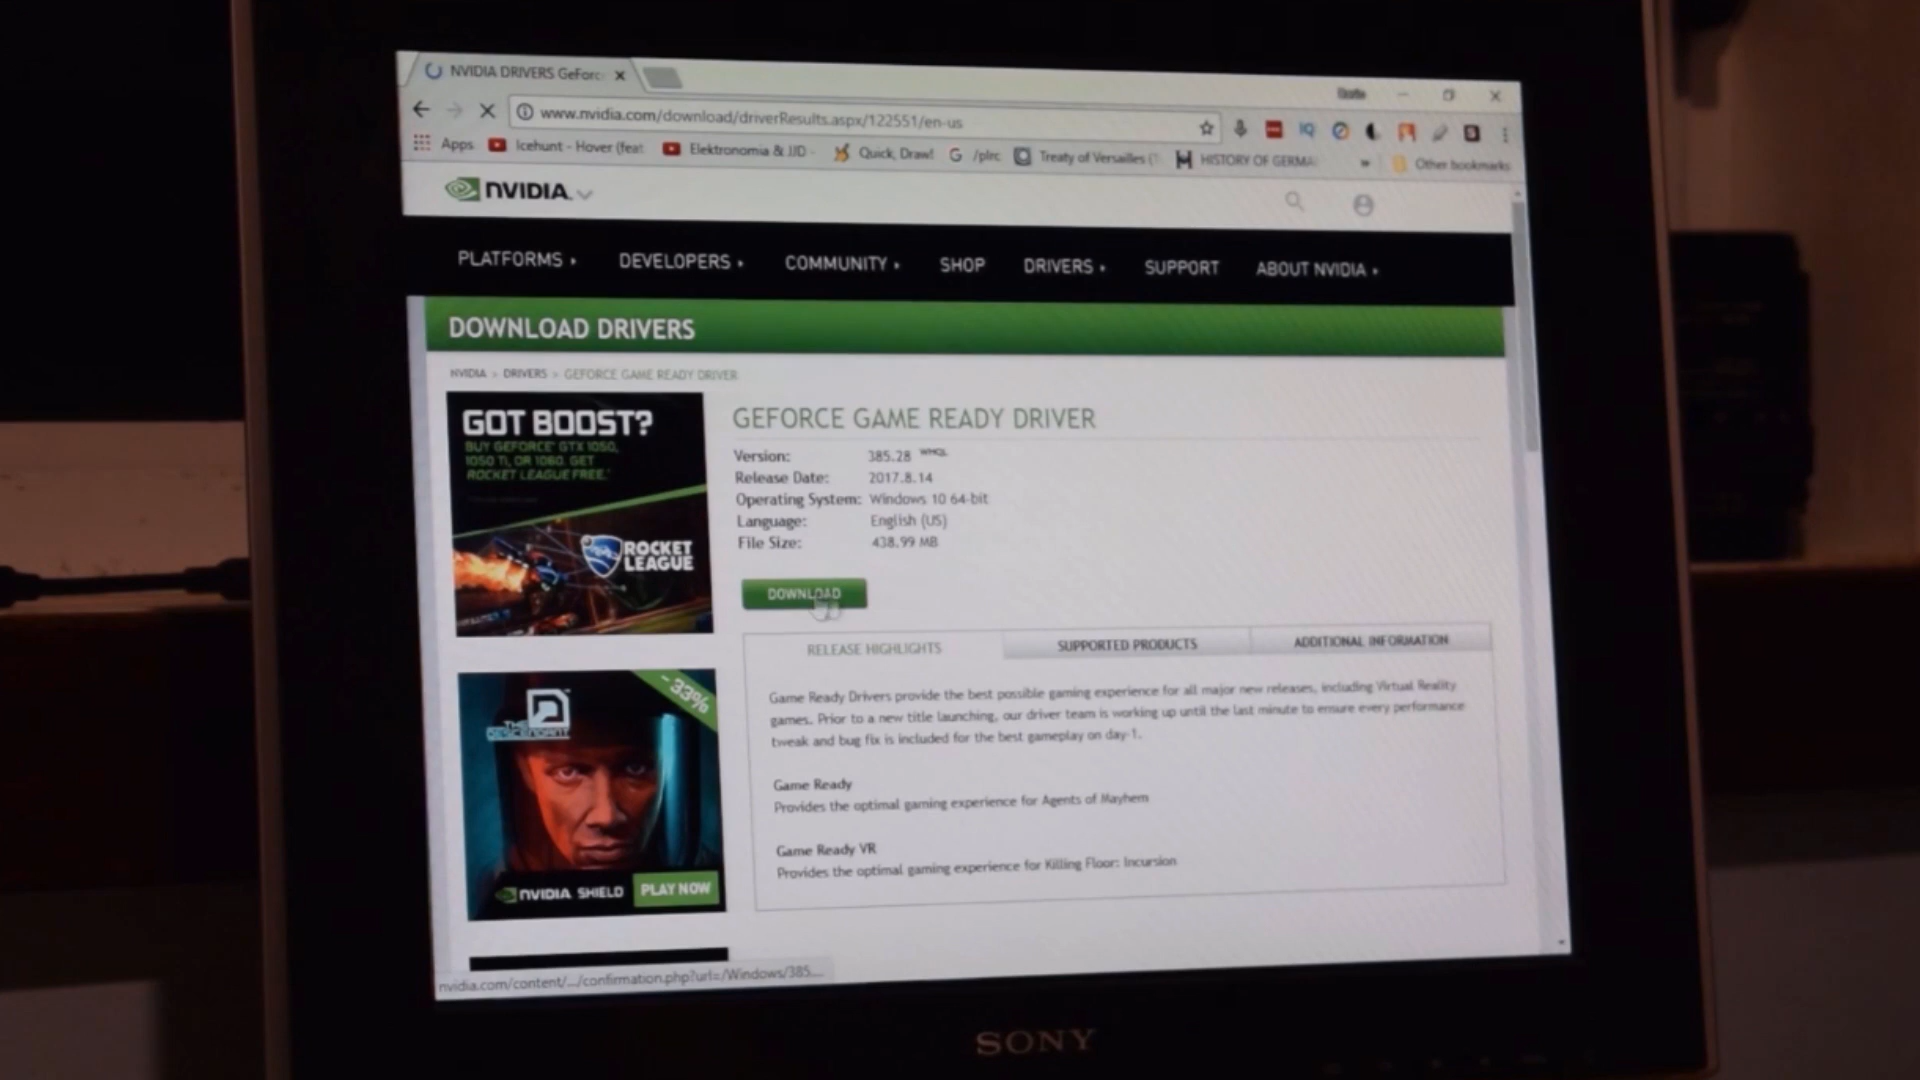 NVIDIA DRIVERS GeForc
www.nvidia.com/download/driverResults.aspx/122551/en-us
Apps Icehunt - Hover (feat Elektronomia & JJD - Quick, Draw! G /plrc Treaty of Versailles ( HISTORY OF GERMA » Other bookmarks
NVIDIA.
PLATFORMS DEVELOPERS COMMUNITY SHOP DRIVERS SUPPORT ABOUT NVIDIA
DOWNLOAD DRIVERS
NVIDIA > DRIVERS > GEFORCE GAME READY DRIVER
GOT BOOST?
BUY GEFORCE® GTX 1050,
1050 TI, OR 1060. GET
ROCKET LEAGUE FREE.*
ROCKET
LEAGUE
GEFORCE GAME READY DRIVER
Version: 385.28 WHQL
Release Date: 2017.8.14
Operating System: Windows 10 64-bit
Language: English (US)
File Size: 438.99 MB
DOWNLOAD
RELEASE HIGHLIGHTS SUPPORTED PRODUCTS ADDITIONAL INFORMATION
Game Ready Drivers provide the best possible gaming experience for all major new releases, including Virtual Reality
games. Prior to a new title launching, our driver team is working up until the last minute to ensure every performance
tweak and bug fix is included for the best gameplay on day-1.
Game Ready
Provides the optimal gaming experience for Agents of Mayhem
Game Ready VR
Provides the optimal gaming experience for Killing Floor: Incursion
-33%
THE
DESCENDANT
NVIDIA SHIELD PLAY NOW
nvidia.com/content/.../confirmation.php?url=/Windows/385....
SONY